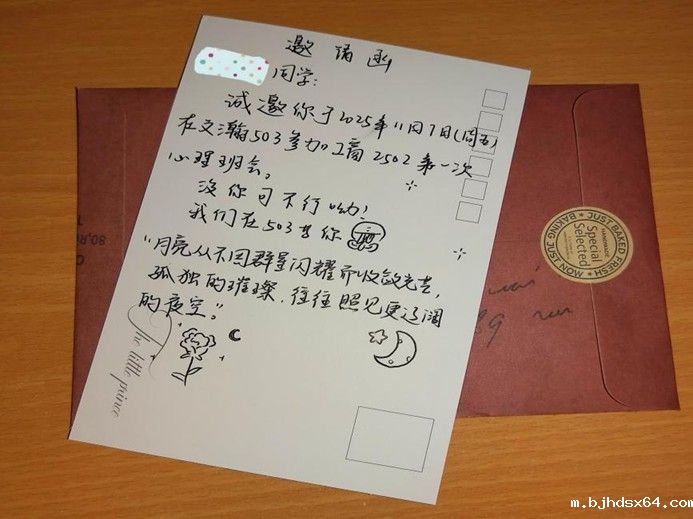 邀请函
同学：
诚邀你于2025年11月7日(周五)
在文瀚503参加工商2502第一次
心理班会。
没你可不行呦！
我们在503等你
“月亮从不因群星闪耀而收敛光芒，
孤独的璀璨，往往照见更辽阔
的夜空。”
The little prince
JUST BAKED FRESH
HANDMADE
Special
Selected
BAKING JUST NOW
m.bjhdsx64.com